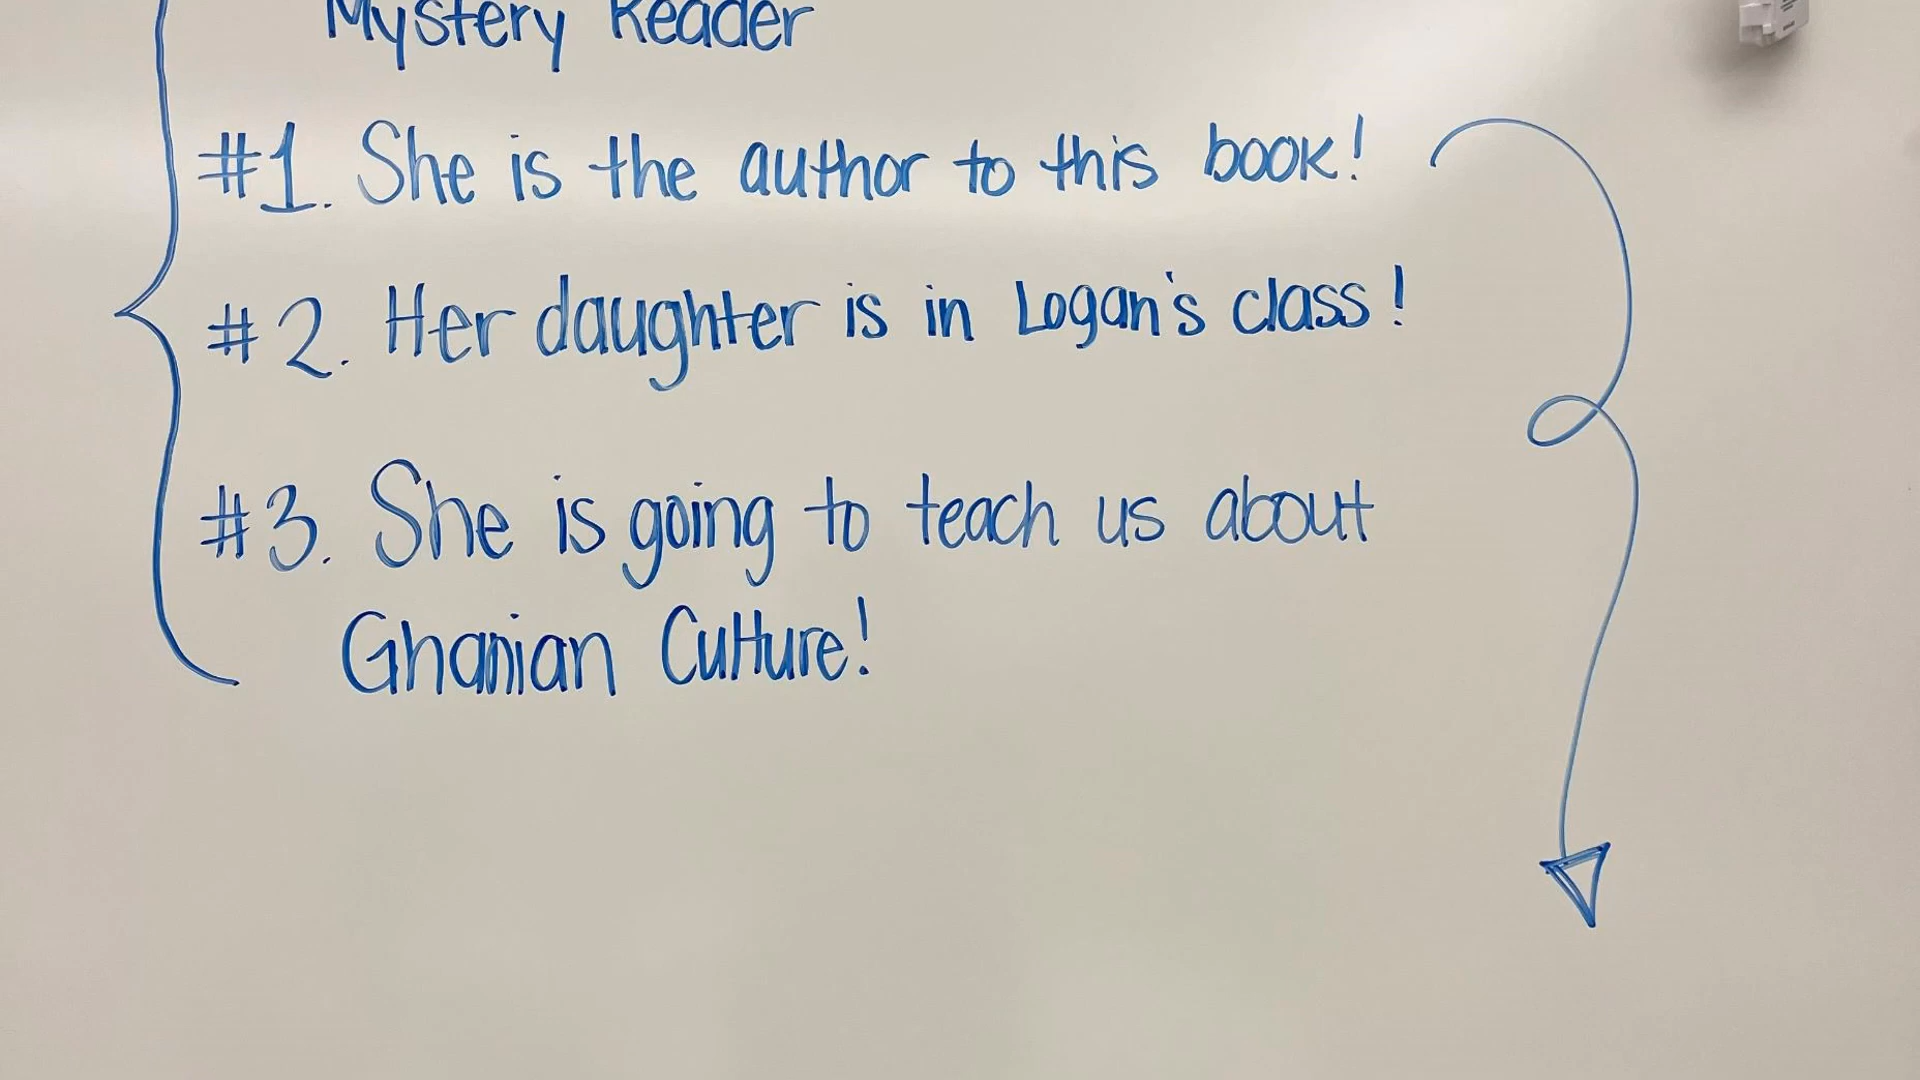 Mystery Reader
#1. She is the author to this book!
#2. Her daughter is in Logan's class!
#3. She is going to teach us about
Ghanian Culture!